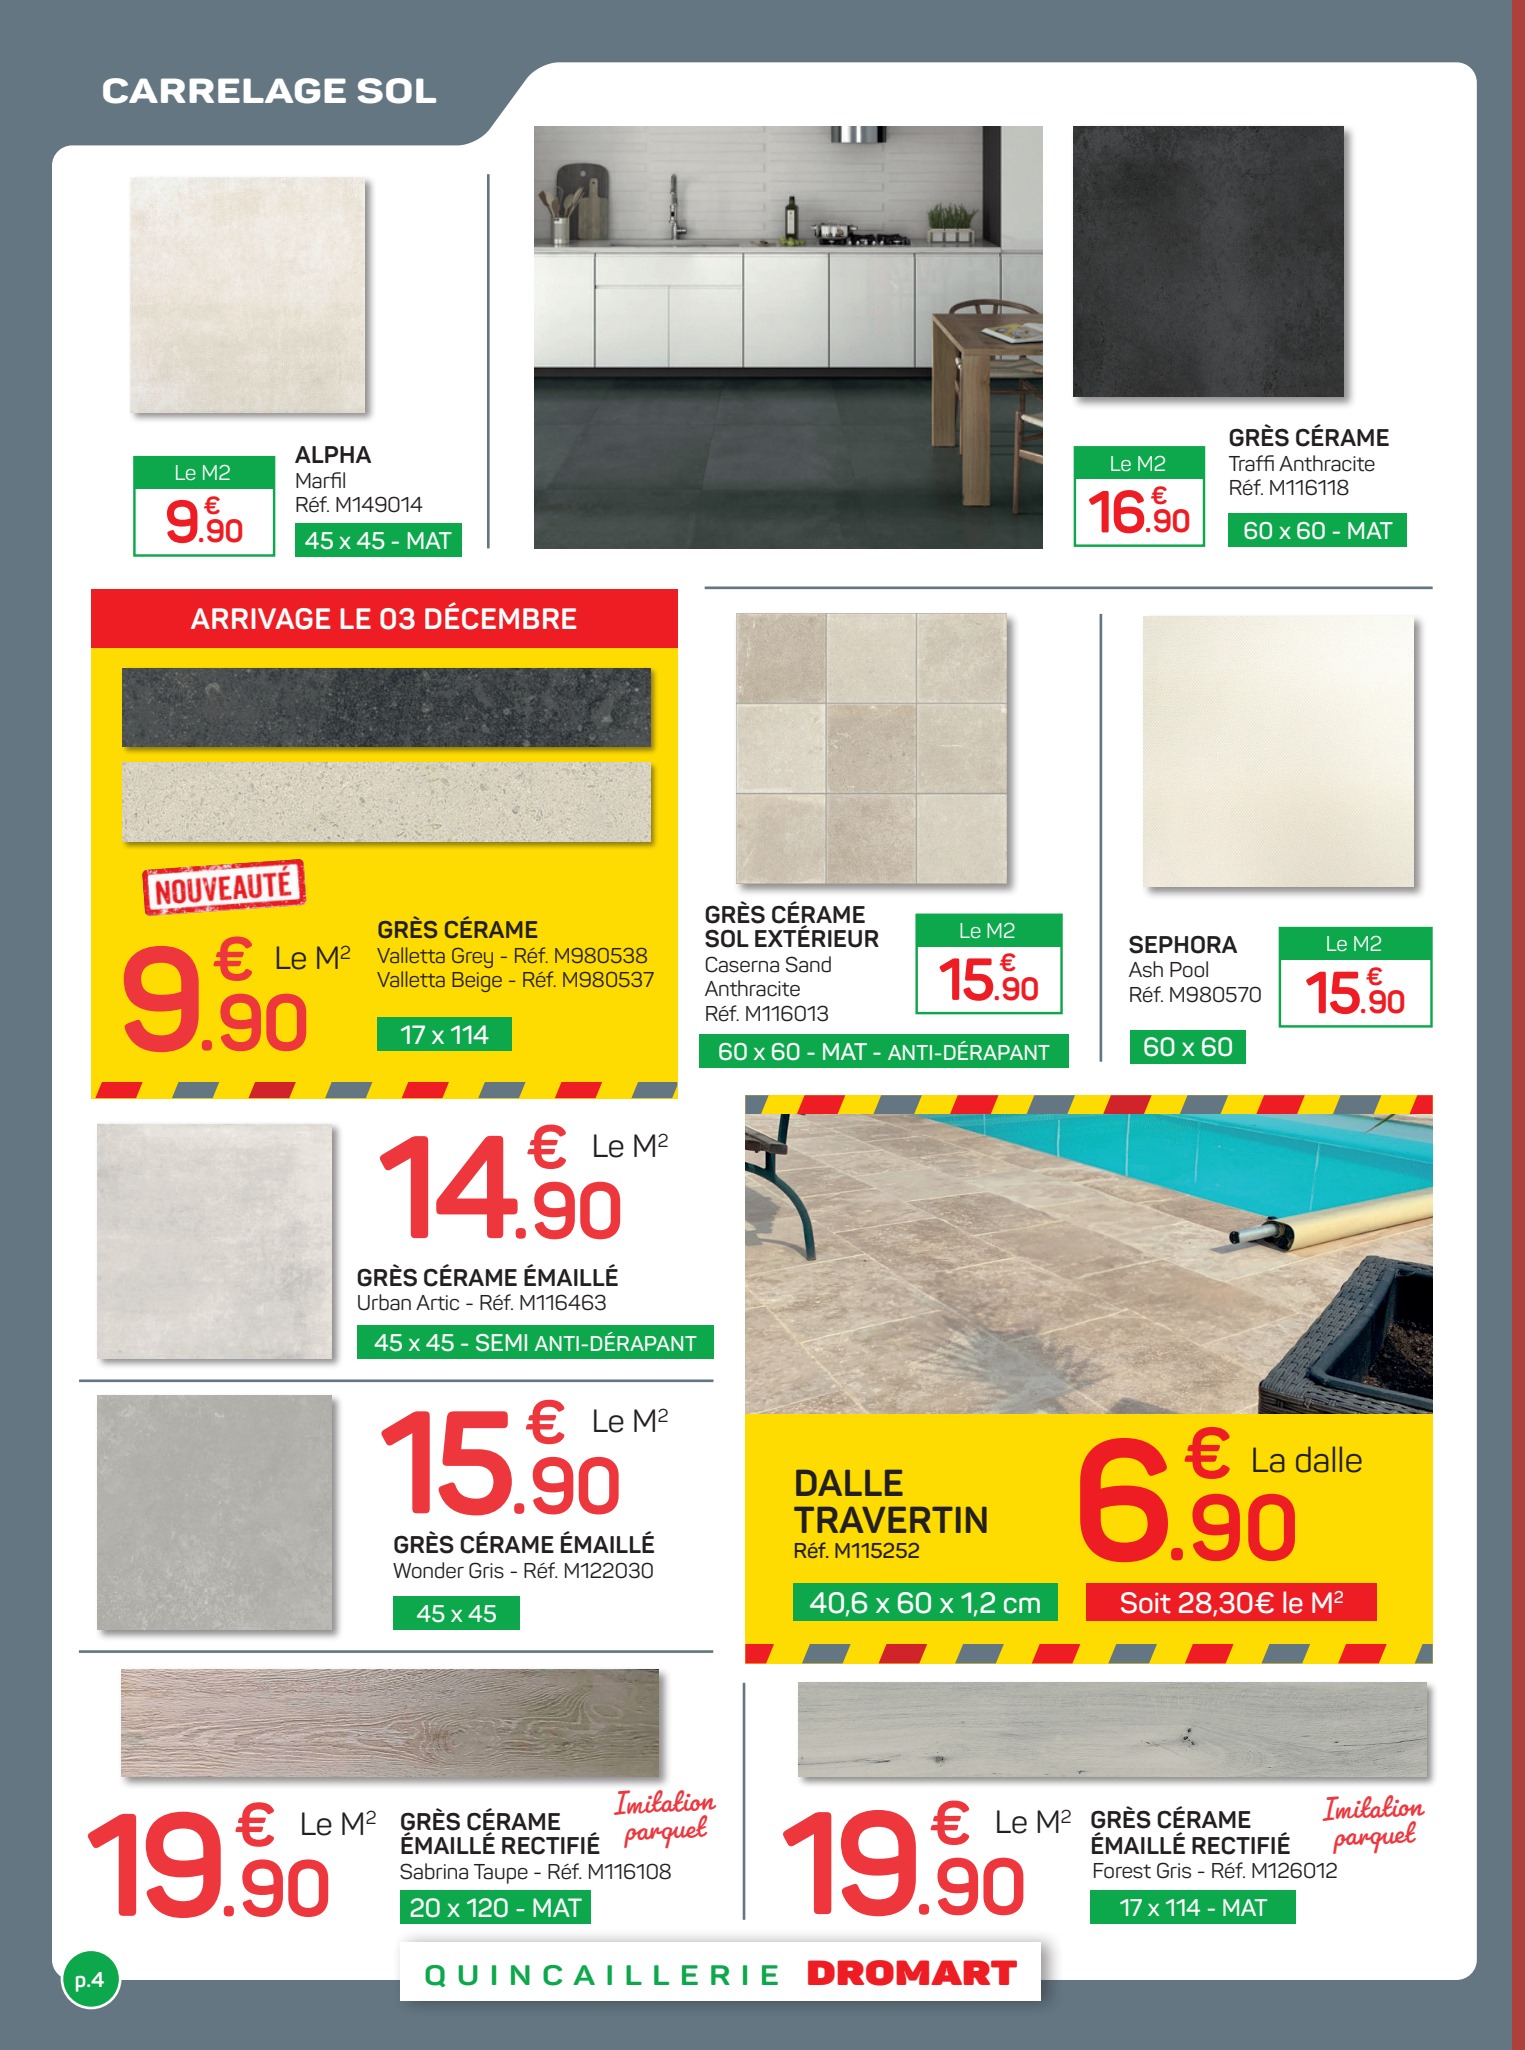 CARRELAGE SOL
Le M2
9€.90
ALPHA
Marfil
Réf. M149014
45 x 45 - MAT
Le M2
16€.90
GRÈS CÉRAME
Traffi Anthracite
Réf. M116118
60 x 60 - MAT
ARRIVAGE LE 03 DÉCEMBRE
NOUVEAUTÉ
9€.90 Le M²
GRÈS CÉRAME
Valletta Grey - Réf. M980538
Valletta Beige - Réf. M980537
17 x 114
GRÈS CÉRAME
SOL EXTÉRIEUR
Caserna Sand
Anthracite
Réf. M116013
Le M2
15€.90
60 x 60 - MAT - ANTI-DÉRAPANT
SEPHORA
Ash Pool
Réf. M980570
Le M2
15€.90
60 x 60
14€.90 Le M²
GRÈS CÉRAME ÉMAILLÉ
Urban Artic - Réf. M116463
45 x 45 - SEMI ANTI-DÉRAPANT
15€.90 Le M²
GRÈS CÉRAME ÉMAILLÉ
Wonder Gris - Réf. M122030
45 x 45
DALLE
TRAVERTIN
Réf. M115252
6€.90 La dalle
40,6 x 60 x 1,2 cm
Soit 28,30€ le M²
19€.90 Le M²
GRÈS CÉRAME
ÉMAILLÉ RECTIFIÉ
Sabrina Taupe - Réf. M116108
20 x 120 - MAT
Imitation
parquet
19€.90 Le M²
GRÈS CÉRAME
ÉMAILLÉ RECTIFIÉ
Forest Gris - Réf. M126012
17 x 114 - MAT
Imitation
parquet
p.4
QUINCAILLERIE DROMART